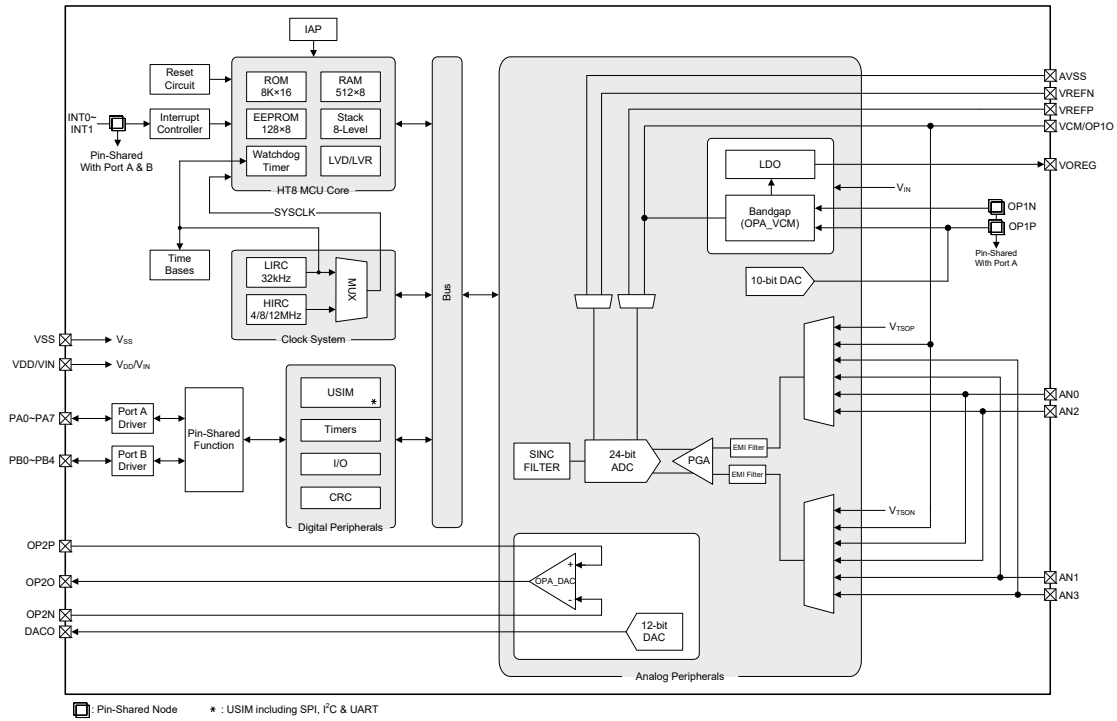 IAP
Reset
Circuit
ROM
8K×16
RAM
512×8
INT0~
INT1
Interrupt
Controller
EEPROM
128×8
Stack
8-Level
Pin-Shared
With Port A & B
Watchdog
Timer
LVD/LVR
HT8 MCU Core
SYSCLK
Time
Bases
LIRC
32kHz
HIRC
4/8/12MHz
MUX
Clock System
Bus
VSS
VSS
VDD/VIN
VDD/VIN
PA0~PA7
Port A
Driver
PB0~PB4
Port B
Driver
Pin-Shared
Function
USIM
*
Timers
I/O
CRC
Digital Peripherals
OP2P
OP2O
OP2N
DACO
AVSS
VREFN
VREFP
VCM/OP1O
VOREG
LDO
Bandgap
(OPA_VCM)
VIN
OP1N
OP1P
Pin-Shared
With Port A
10-bit DAC
VTSOP
AN0
AN2
SINC
FILTER
24-bit
ADC
PGA
EMI Filter
EMI Filter
VTSON
AN1
AN3
+
OPA_DAC
-
12-bit
DAC
Analog Peripherals
: Pin-Shared Node
* : USIM including SPI, I²C & UART